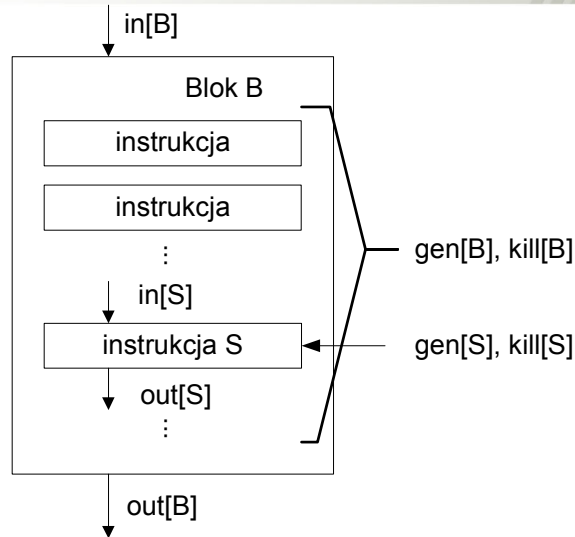 in[B]
Blok B
instrukcja
instrukcja
⋮
gen[B], kill[B]
in[S]
instrukcja S
gen[S], kill[S]
out[S]
⋮
out[B]